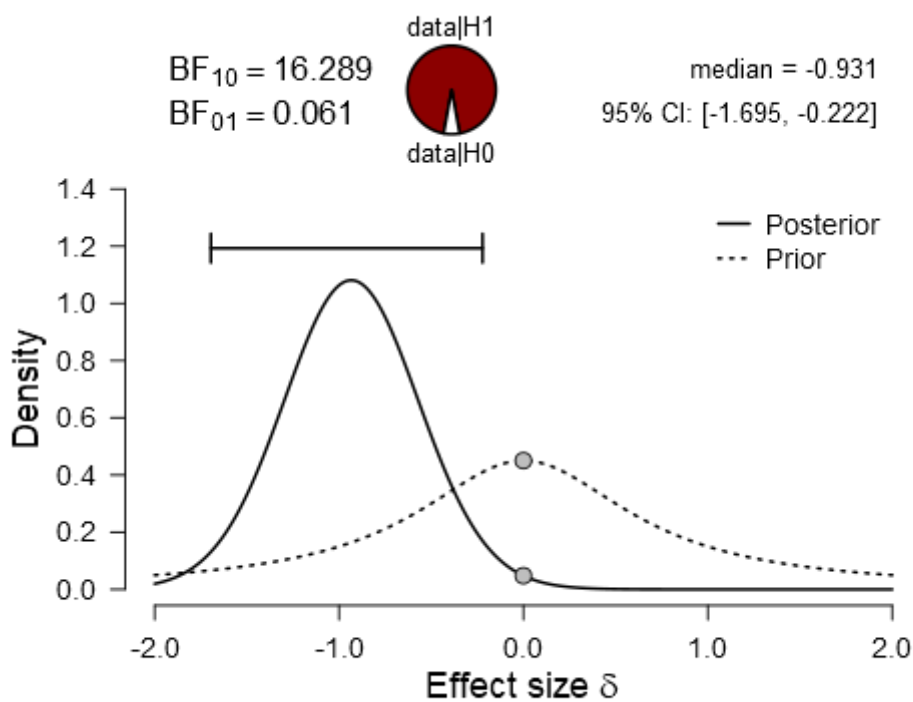 data|H1
BF10 = 16.289
BF01 = 0.061
data|H0
median = -0.931
95% CI: [-1.695, -0.222]
Posterior
Prior
Density
1.4
1.2
1.0
0.8
0.6
0.4
0.2
0.0
-2.0 -1.0 0.0 1.0 2.0
Effect size δ